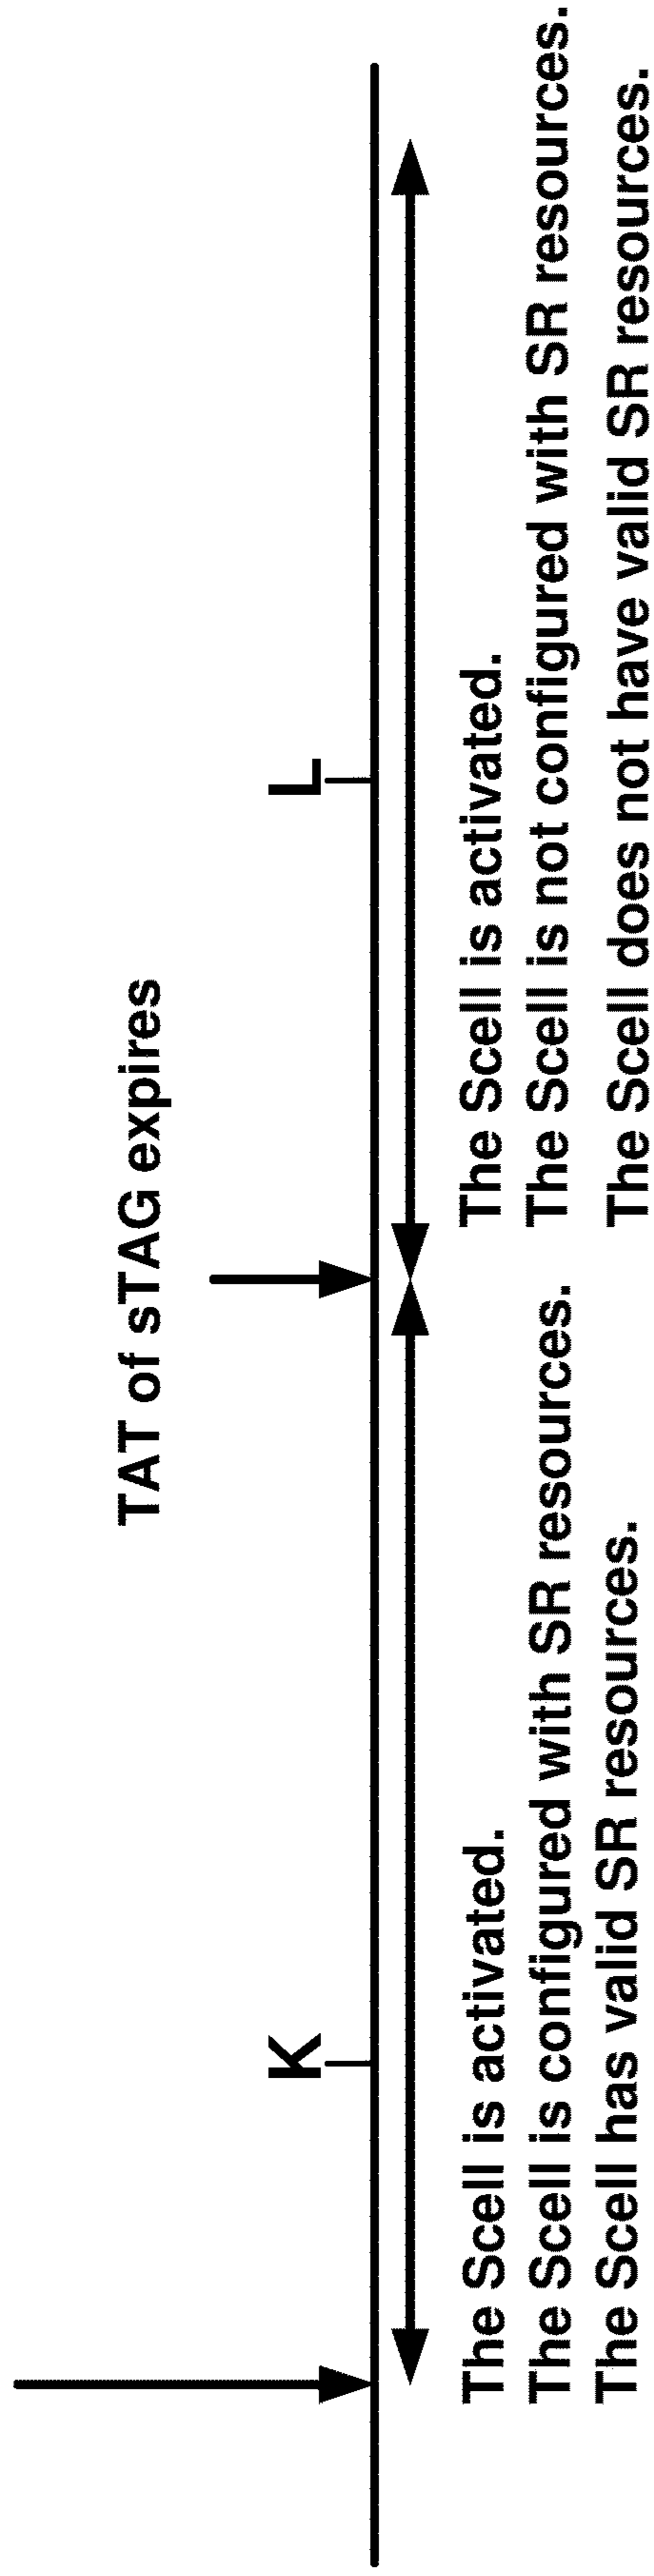 TAT of sTAG expires
K
L
The Scell is activated.
The Scell is configured with SR resources.
The Scell has valid SR resources.
The Scell is activated.
The Scell is not configured with SR resources.
The Scell does not have valid SR resources.